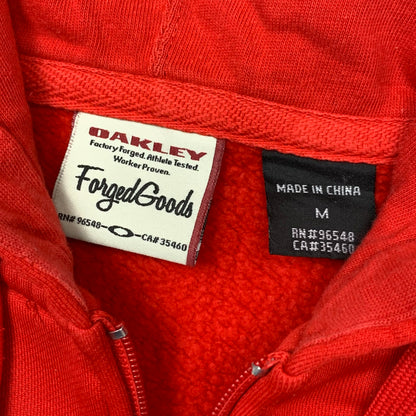 OAKLEY
Factory Forged. Athlete Tested.
Worker Proven.
ForgedGoods
RN# 96548 CA# 35460
MADE IN CHINA
M
RN#96548
CA#35460